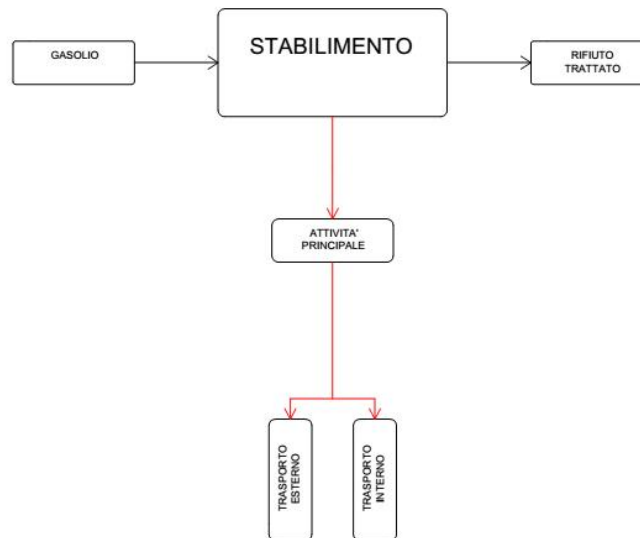 GASOLIO
STABILIMENTO
RIFIUTO
TRATTATO
ATTIVITA'
PRINCIPALE
TRASPORTO
ESTERNO
TRASPORTO
INTERNO